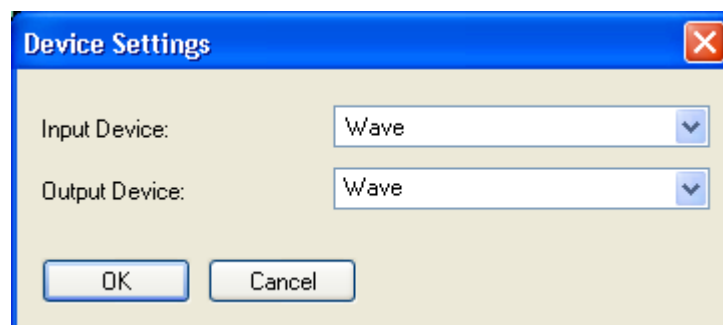 Device Settings
Input Device: Wave
Output Device: Wave
OK Cancel